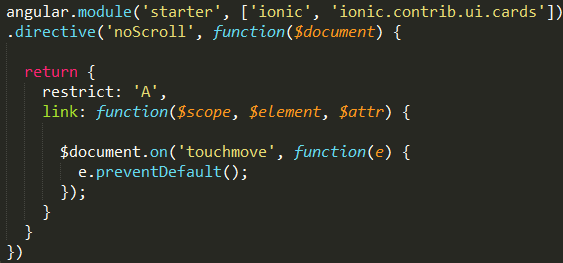 angular.module('starter', ['ionic', 'ionic.contrib.ui.cards'])
.directive('noScroll', function($document) {
return {
restrict: 'A',
link: function($scope, $element, $attr) {
$document.on('touchmove', function(e) {
e.preventDefault();
});
}
}
})